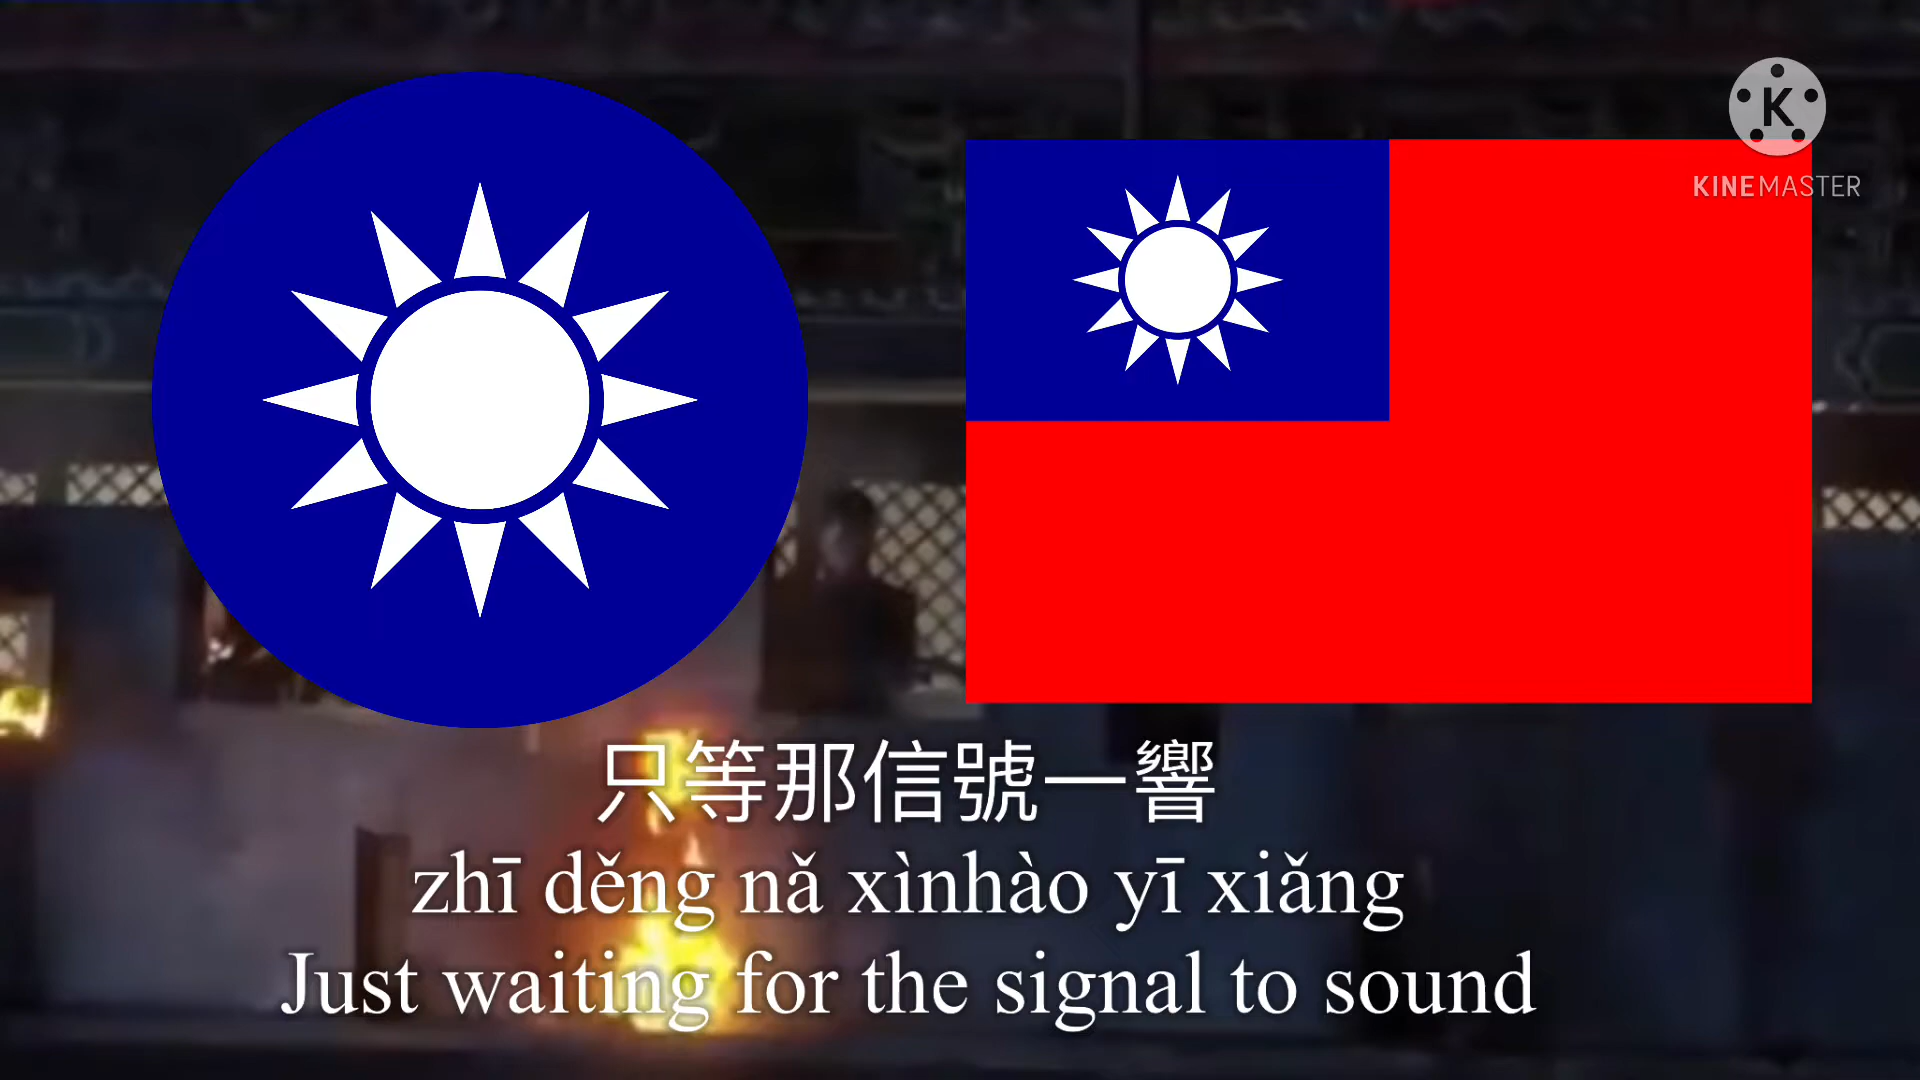 K
KINEMASTER
只等那信號一響
zhī děng nǎ xìnhào yī xiǎng
Just waiting for the signal to sound